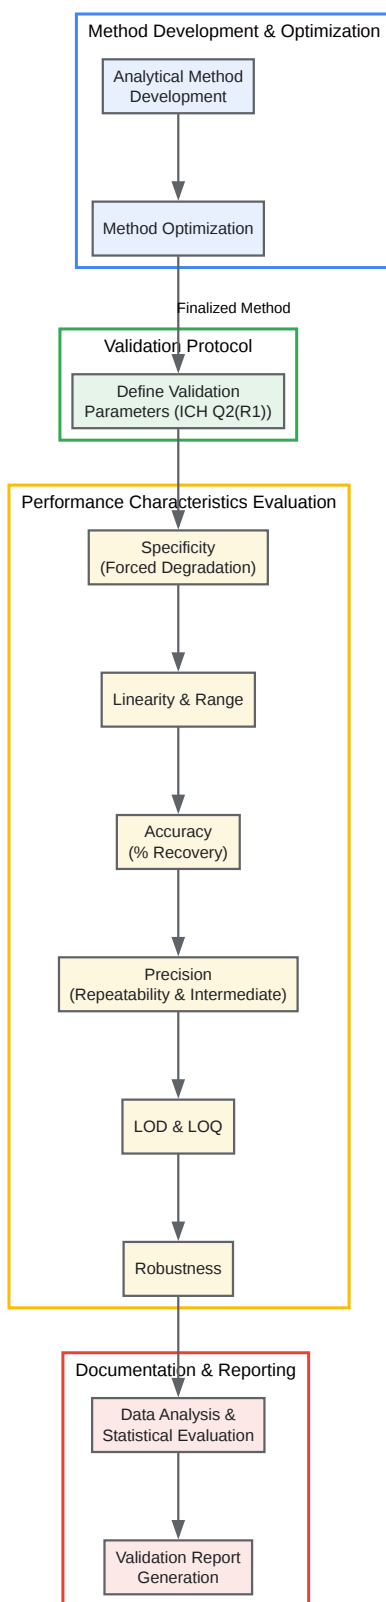 Method Development & Optimization
Analytical Method
Development
Method Optimization
Finalized Method
Validation Protocol
Define Validation
Parameters (ICH Q2(R1))
Performance Characteristics Evaluation
Specificity
(Forced Degradation)
Linearity & Range
Accuracy
(% Recovery)
Precision
(Repeatability & Intermediate)
LOD & LOQ
Robustness
Documentation & Reporting
Data Analysis &
Statistical Evaluation
Validation Report
Generation